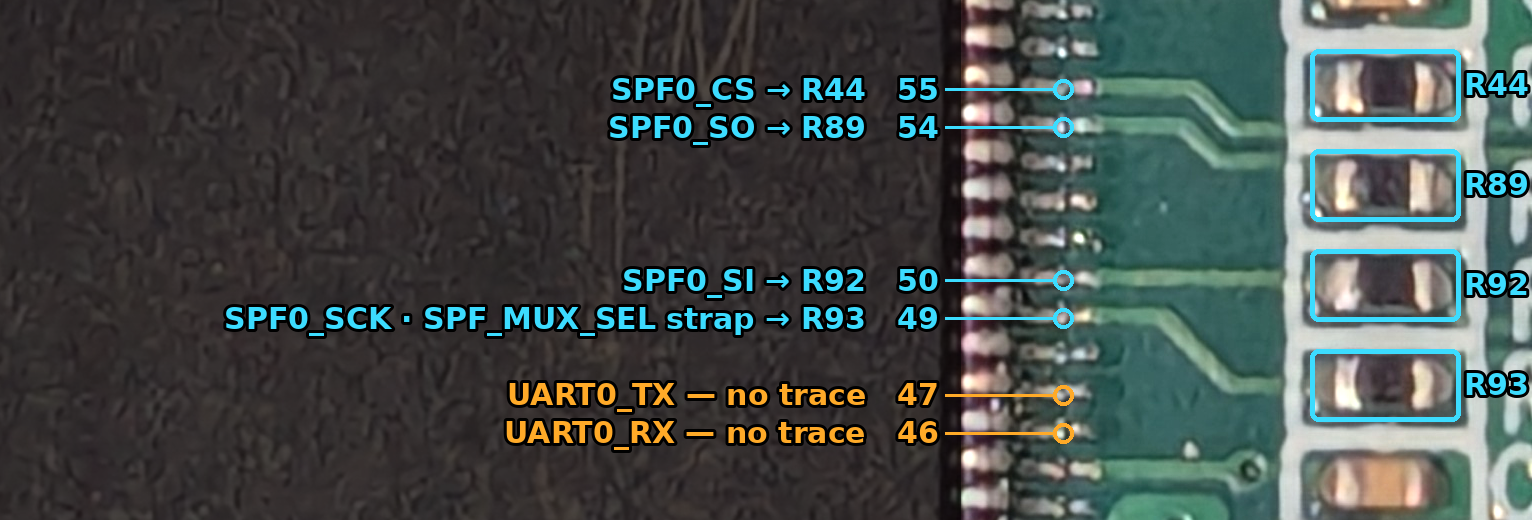 SPF0_CS → R44 55
R44
SPF0_SO → R89 54
R89
SPF0_SI → R92 50
R92
SPF0_SCK · SPF_MUX_SEL strap → R93 49
R93
UART0_TX — no trace 47
UART0_RX — no trace 46